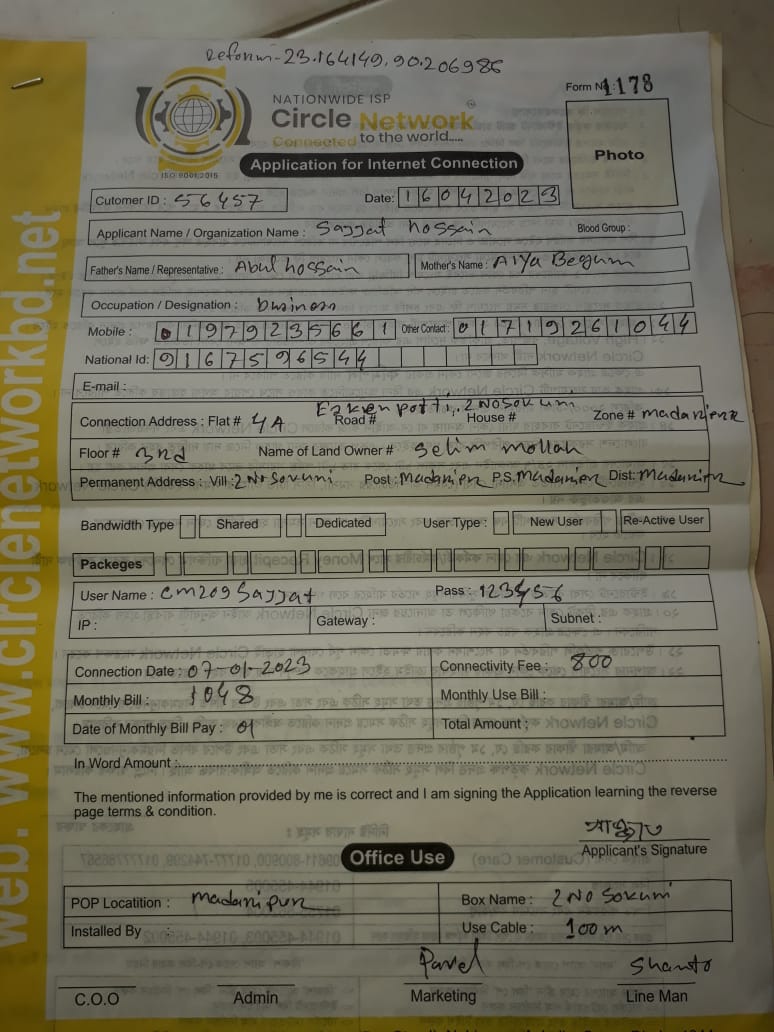 Reform-23.164149,90.206986
Form No: 1178
NATIONWIDE ISP
Circle Network
Connected to the world.....
ISO 9001:2015
Application for Internet Connection
Photo
Cutomer ID : 56457 Date: 16042023
Applicant Name / Organization Name : Sajjat hossain Blood Group :
Father's Name / Representative : Abul hossain Mother's Name : Aiya Begum
Occupation / Designation : business
Mobile : 01979235661 Other Contact : 01719261044
National Id: 9167596544
E-mail :
potti, 2 No Sokuni
Connection Address : Flat # 4A Road # House # Zone # madaripur
Floor # 3rd Name of Land Owner # Selim mollah
Permanent Address : Vill : 2 No Sokuni Post : Madaripur P.S. Madaripur Dist: Madaripur
Bandwidth Type Shared Dedicated User Type : New User Re-Active User
Packeges
User Name : cm209Sajjat Pass : 123456
IP : Gateway : Subnet :
Connection Date : 07-01-2023 Connectivity Fee : 800
Monthly Bill : 1048 Monthly Use Bill :
Date of Monthly Bill Pay : 01 Total Amount :
In Word Amount :
The mentioned information provided by me is correct and I am signing the Application learning the reverse
page terms & condition.
Applicant's Signature
Office Use
POP Locatition : madaripur Box Name : 2 No Sokuni
Installed By : Use Cable : 100m
Pavel Shanto
C.O.O Admin Marketing Line Man
web. www.circlenetworkbd.net